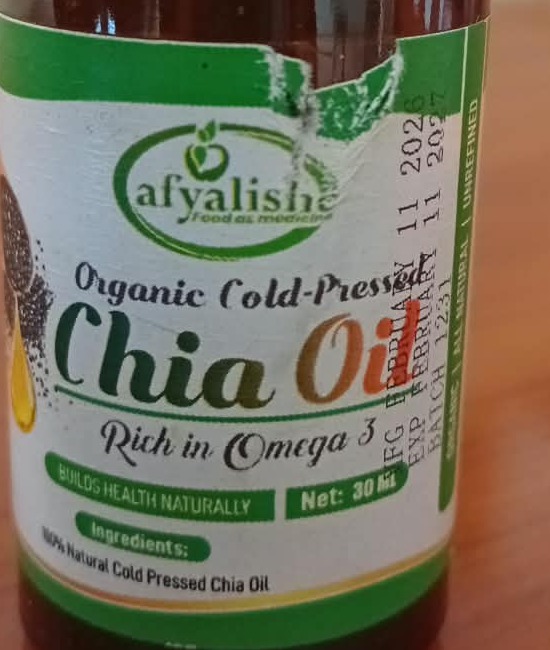 afyalishe
Food as medicine
Organic Cold-Pressed
Chia Oil
Rich in Omega 3
BUILDS HEALTH NATURALLY
Net: 30 ML
Ingredients:
100% Natural Cold Pressed Chia Oil
MFG FEBRUARY 11 2026
EXP FEBRUARY 11 2027
BATCH 1231
ORGANIC | ALL NATURAL | UNREFINED